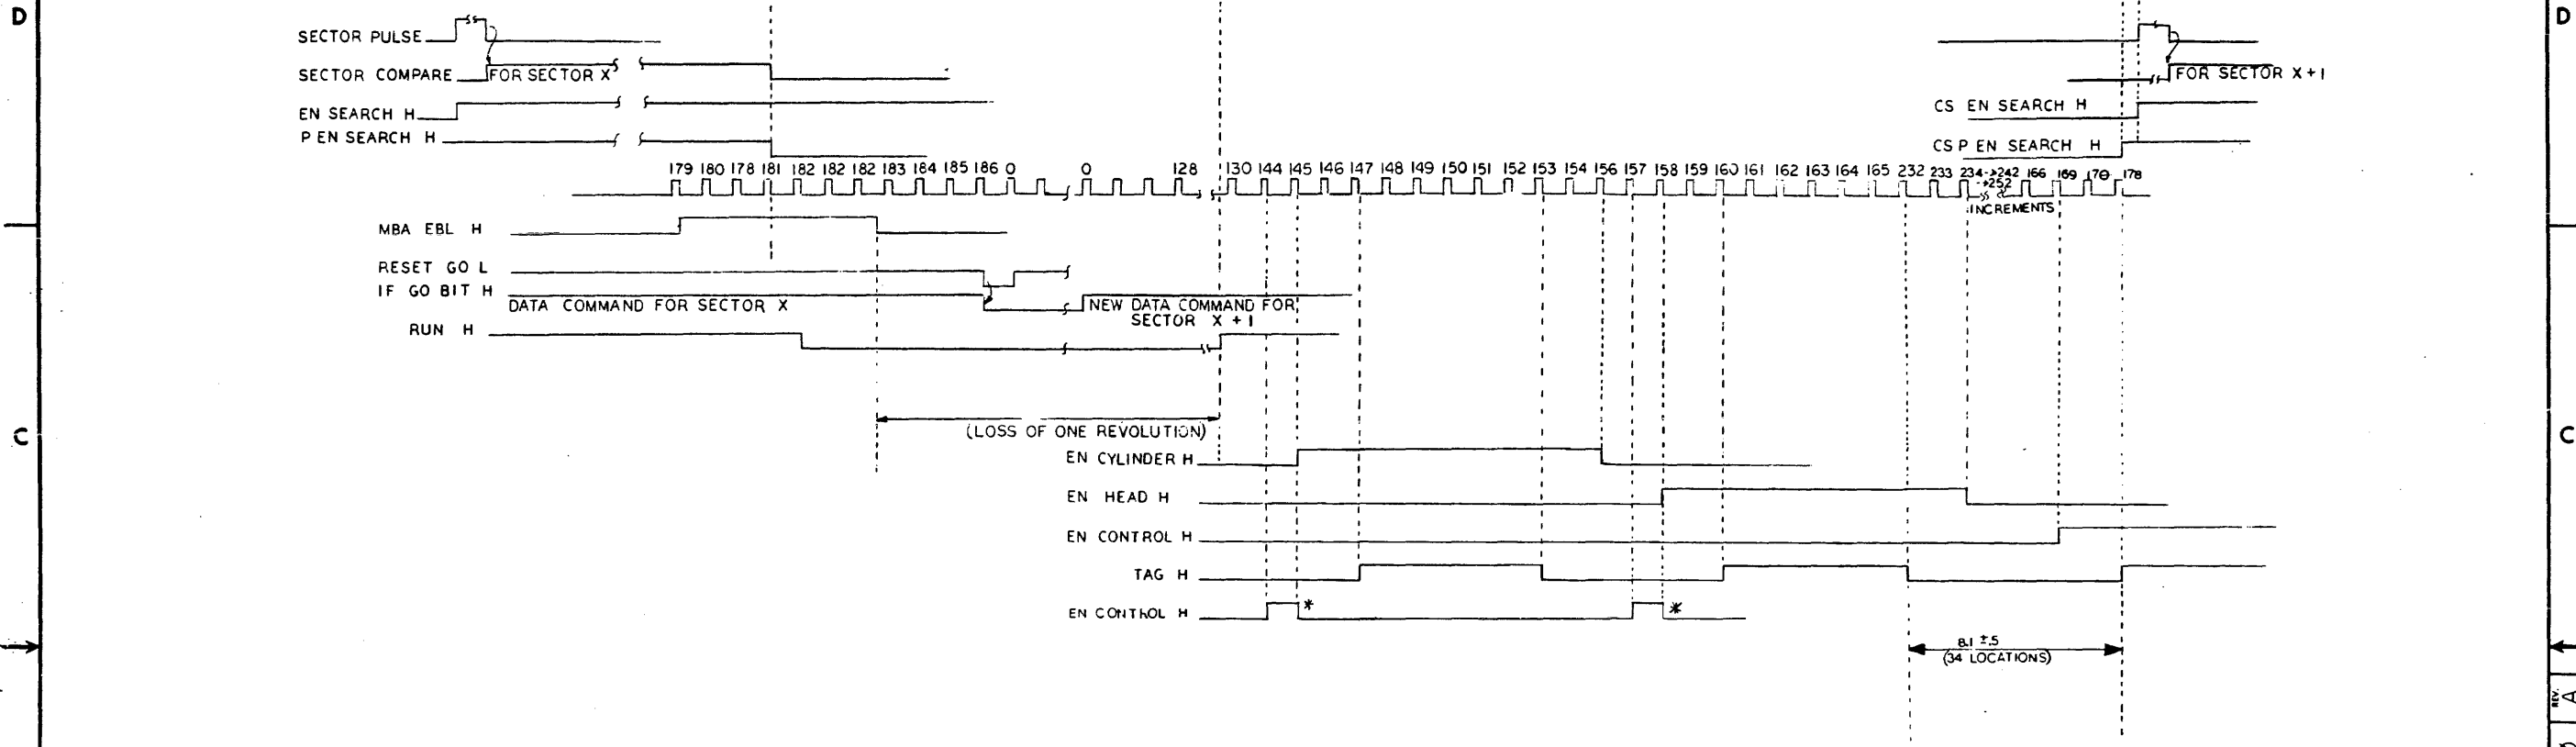 D
D
SECTOR PULSE
SECTOR COMPARE
FOR SECTOR X
FOR SECTOR X+1
EN SEARCH H
CS EN SEARCH H
P EN SEARCH H
CS P EN SEARCH H
179 180 178 181 182 182 182 183 184 185 186 0 0 128 130 144 145 146 147 148 149 150 151 152 153 154 156 157 158 159 160 161 162 163 164 165 232 233 234->242 166 169 170 178
->252
INCREMENTS
MBA EBL H
RESET GO L
IF GO BIT H
DATA COMMAND FOR SECTOR X
NEW DATA COMMAND FOR
SECTOR X + 1
RUN H
C
C
(LOSS OF ONE REVOLUTION)
EN CYLINDER H
EN HEAD H
EN CONTROL H
TAG H
EN CONTROL H
*
*
8.1 ±.5
(34 LOCATIONS)
REV.
A